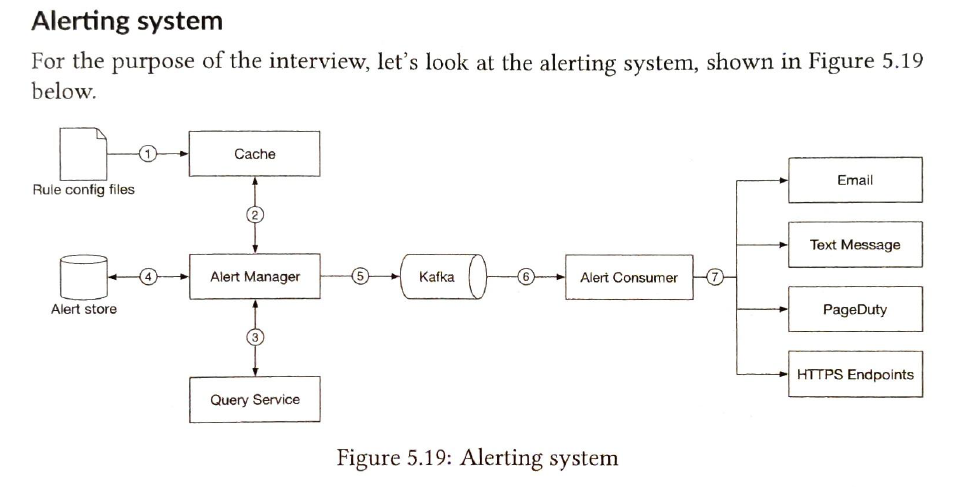 Alerting system
For the purpose of the interview, let's look at the alerting system, shown in Figure 5.19
below.
1
Cache
Rule config files
2
Email
Text Message
4
Alert Manager
5
Kafka
6
Alert Consumer
7
Alert store
PageDuty
3
HTTPS Endpoints
Query Service
Figure 5.19: Alerting system